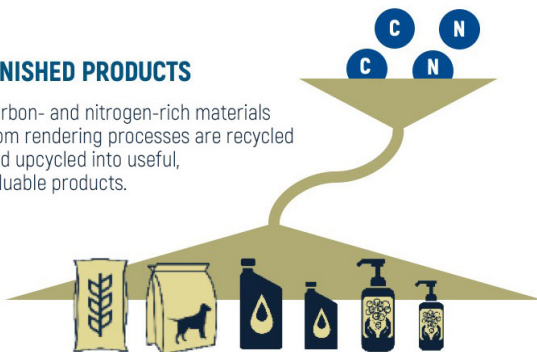 C N
C N
NISHED PRODUCTS
rbon- and nitrogen-rich materials
om rendering processes are recycled
d upcycled into useful,
luable products.